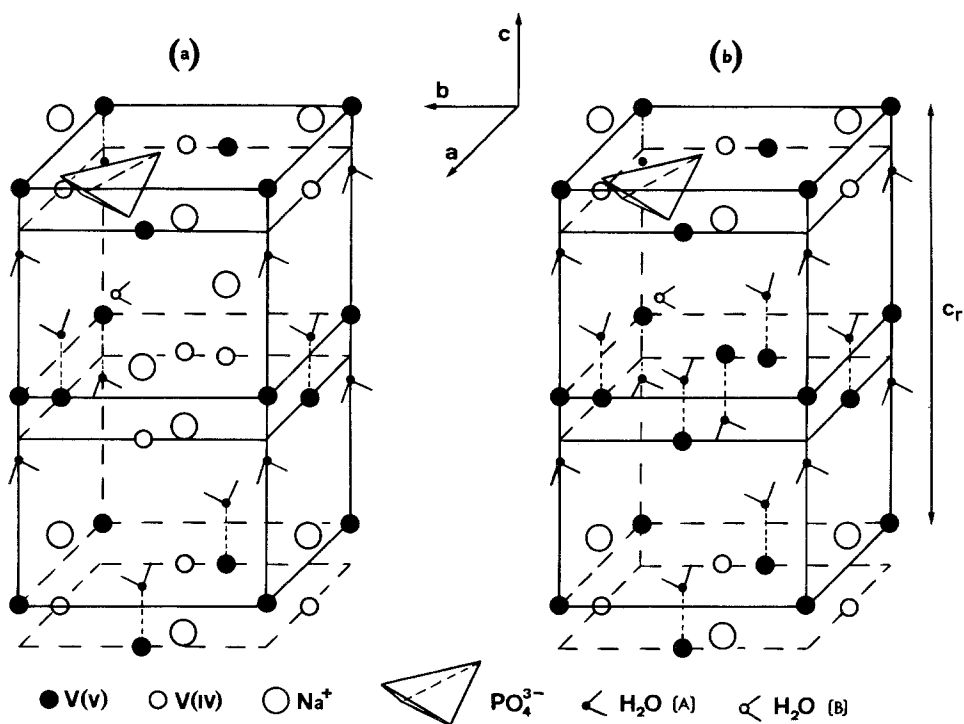 (a)
(b)
c
b
a
c_r
V(V)
V(IV)
Na⁺
PO₄³⁻
H₂O (A)
H₂O (B)